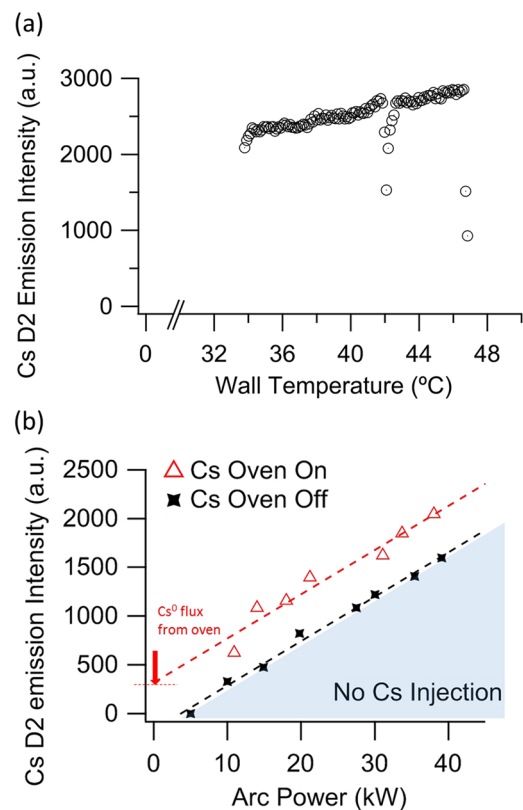 (a)
Cs D2 Emission Intensity (a.u.)
3000
2000
1000
0
0
32
36
40
44
48
Wall Temperature (ºC)
(b)
Cs D2 emission Intensity (a.u.)
2500
2000
1500
1000
500
0
Cs Oven On
Cs Oven Off
Cs⁰ flux
from oven
No Cs Injection
0
10
20
30
40
Arc Power (kW)